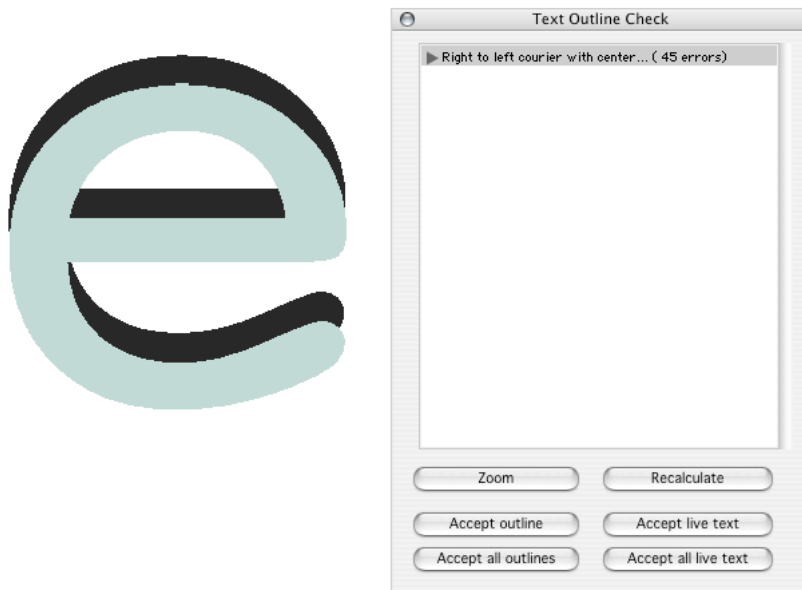 e
Text Outline Check
Right to left courier with center... ( 45 errors)
Zoom
Recalculate
Accept outline
Accept live text
Accept all outlines
Accept all live text